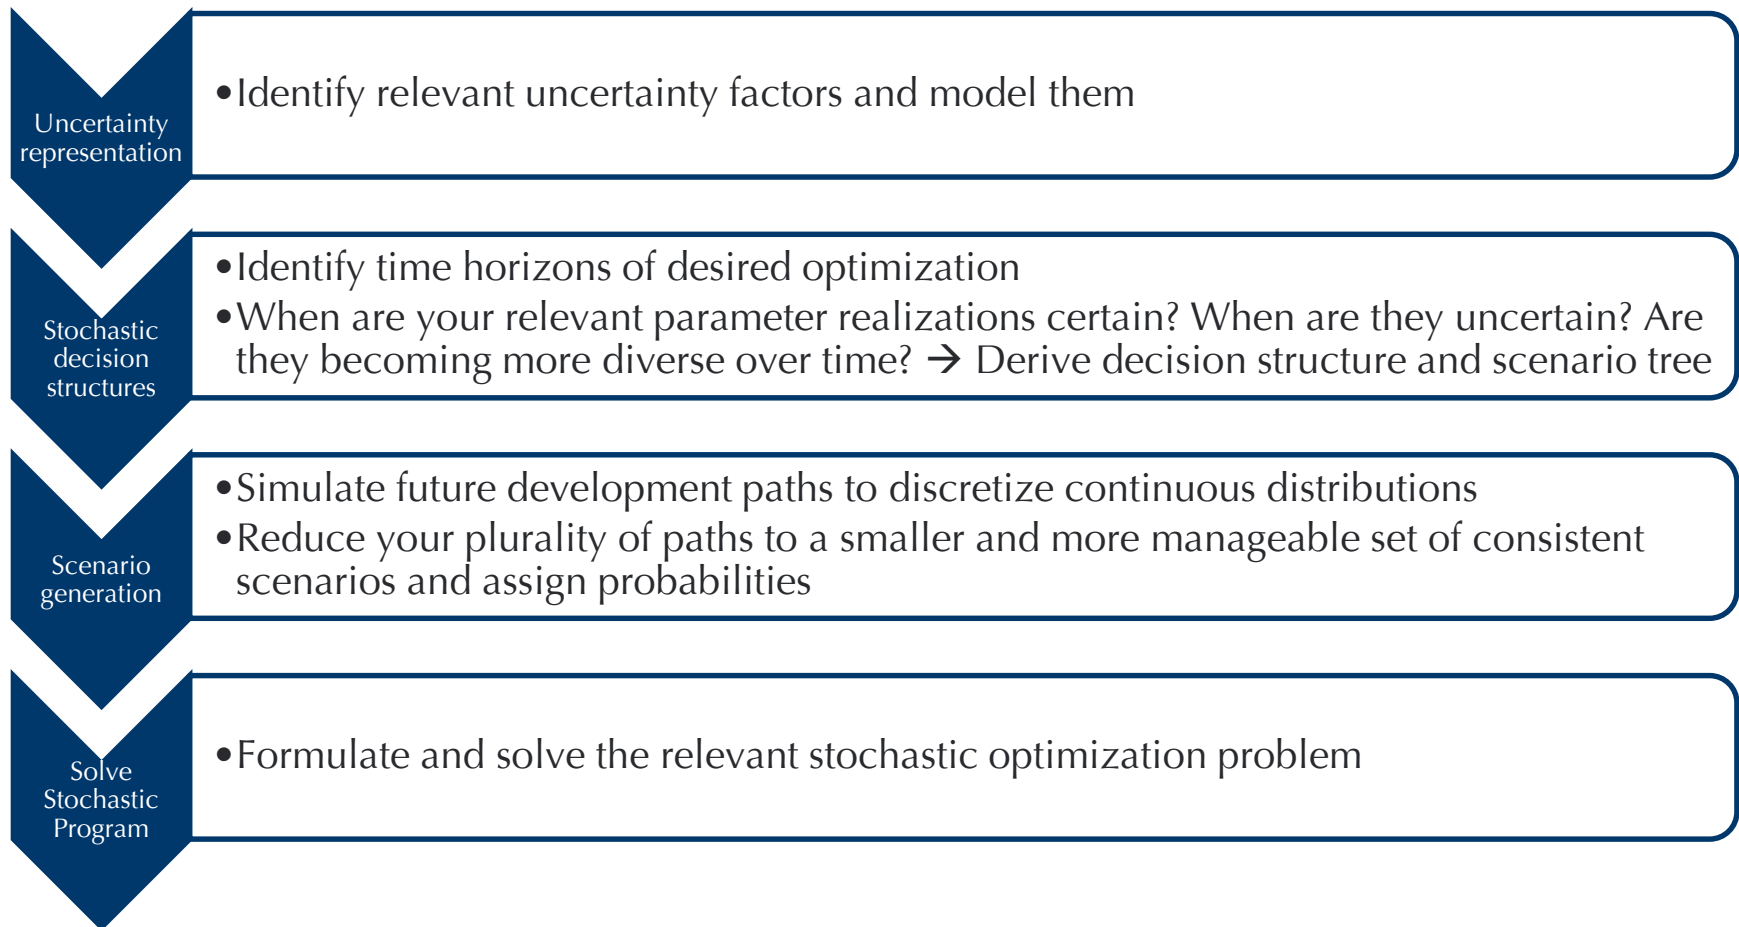 Uncertainty
representation
•Identify relevant uncertainty factors and model them
Stochastic
decision
structures
•Identify time horizons of desired optimization
•When are your relevant parameter realizations certain? When are they uncertain? Are
they becoming more diverse over time? → Derive decision structure and scenario tree
Scenario
generation
•Simulate future development paths to discretize continuous distributions
•Reduce your plurality of paths to a smaller and more manageable set of consistent
scenarios and assign probabilities
Solve
Stochastic
Program
•Formulate and solve the relevant stochastic optimization problem